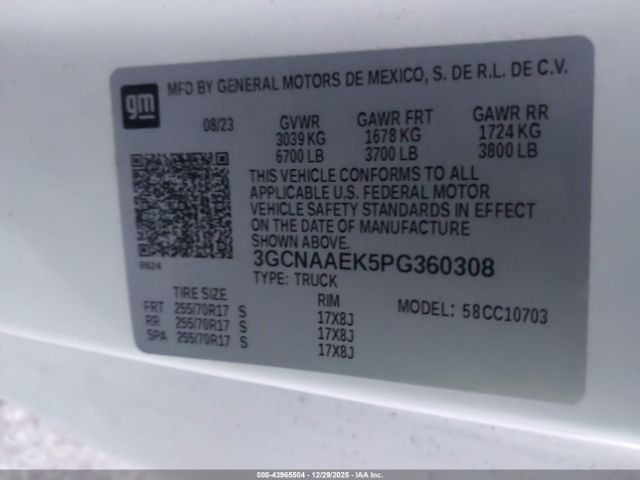 gm
MFD BY GENERAL MOTORS DE MEXICO, S. DE R.L. DE C.V.
08/23 GVWR GAWR FRT GAWR RR
3039 KG 1678 KG 1724 KG
6700 LB 3700 LB 3800 LB
THIS VEHICLE CONFORMS TO ALL
APPLICABLE U.S. FEDERAL MOTOR
VEHICLE SAFETY STANDARDS IN EFFECT
ON THE DATE OF MANUFACTURE
SHOWN ABOVE.
0624
3GCNAAEK5PG360308
TYPE: TRUCK
TIRE SIZE RIM MODEL: 58CC10703
FRT 255/70R17 S 17X8J
RR 255/70R17 S 17X8J
SPA 255/70R17 S 17X8J
000-43965504 | 12/29/2025 - IAA, Inc.